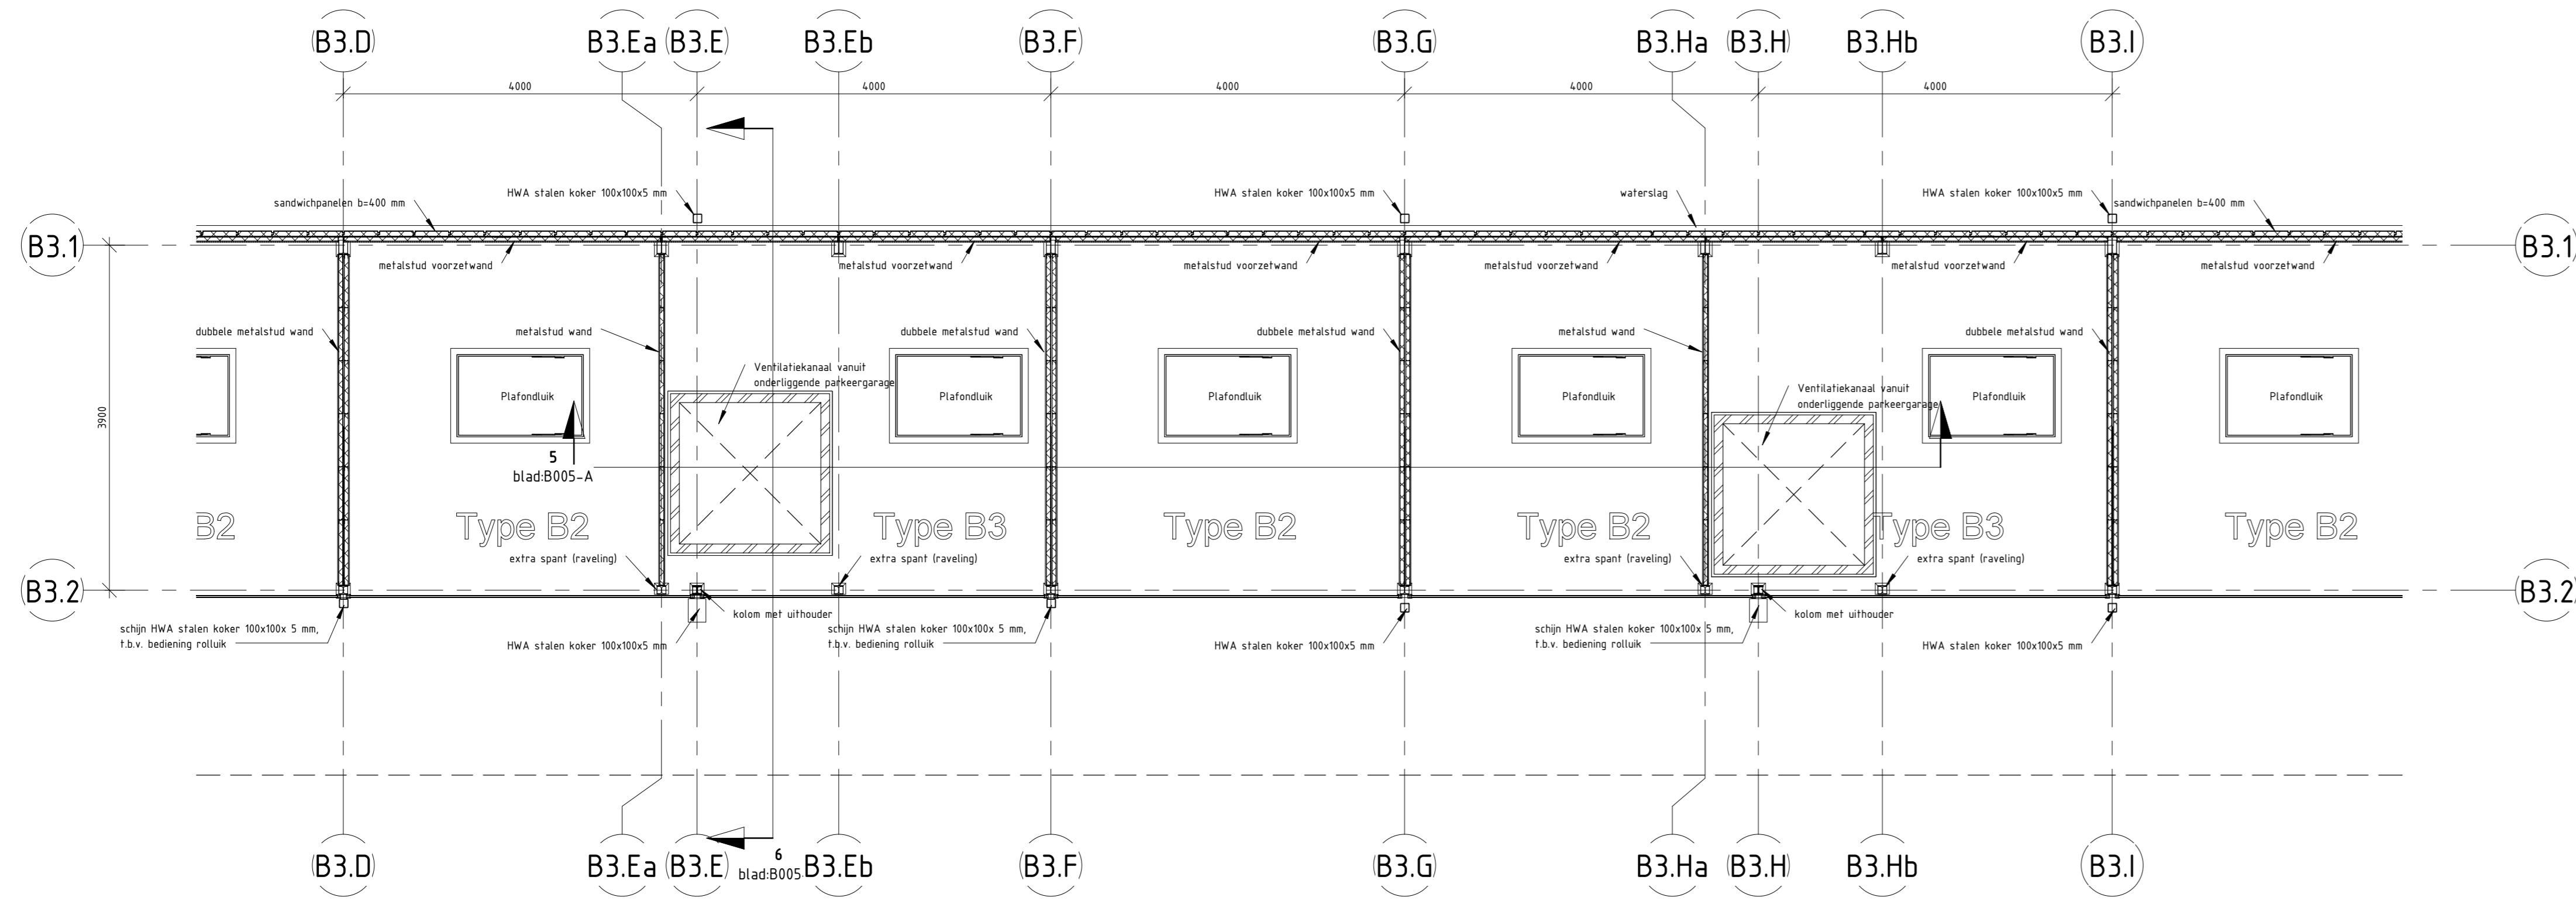 B3.D B3.Ea B3.E B3.Eb B3.F B3.G B3.Ha B3.H B3.Hb B3.I
4000 4000 4000 4000 4000
HWA stalen koker 100x100x5 mm HWA stalen koker 100x100x5 mm waterslag HWA stalen koker 100x100x5 mm
sandwichpanelen b=400 mm sandwichpanelen b=400 mm
B3.1 B3.1
metalstud voorzetwand metalstud voorzetwand metalstud voorzetwand metalstud voorzetwand metalstud voorzetwand metalstud voorzetwand
dubbele metalstud wand metalstud wand dubbele metalstud wand dubbele metalstud wand metalstud wand dubbele metalstud wand
Ventilatiekanaal vanuit
onderliggende parkeergarage
Ventilatiekanaal vanuit
onderliggende parkeergarage
Plafondluik Plafondluik Plafondluik Plafondluik Plafondluik Plafondluik
3900
5
blad:B005-A
B2 Type B2 Type B3 Type B2 Type B2 Type B3 Type B2
extra spant (raveling) extra spant (raveling) extra spant (raveling) extra spant (raveling)
B3.2 B3.2
kolom met uithouder kolom met uithouder
schijn HWA stalen koker 100x100x 5 mm,
t.b.v. bediening rolluik
HWA stalen koker 100x100x5 mm
schijn HWA stalen koker 100x100x 5 mm,
t.b.v. bediening rolluik
HWA stalen koker 100x100x5 mm
schijn HWA stalen koker 100x100x 5 mm,
t.b.v. bediening rolluik
HWA stalen koker 100x100x5 mm
6
blad:B005
B3.D B3.Ea B3.E B3.Eb B3.F B3.G B3.Ha B3.H B3.Hb B3.I